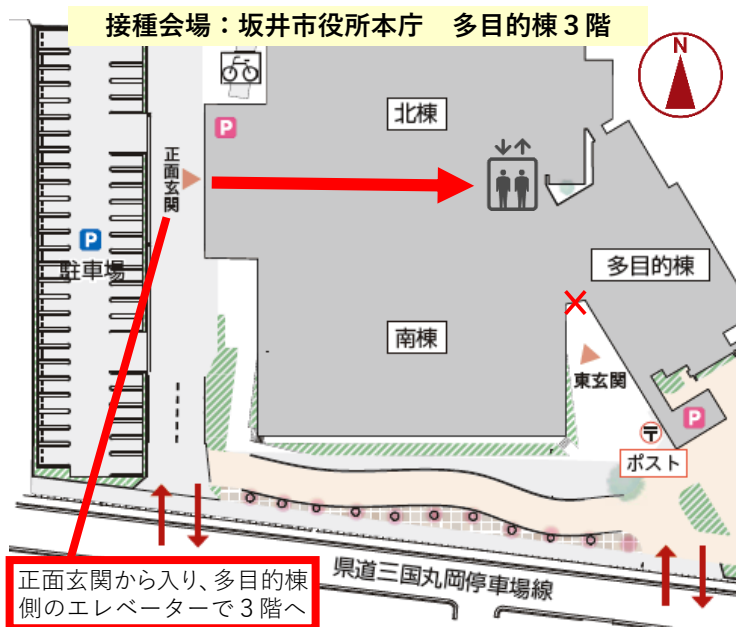 接種会場：坂井市役所本庁　多目的棟３階
N
北棟
P
正面玄関
P
駐車場
多目的棟
南棟
東玄関
P
〒
ポスト
県道三国丸岡停車場線
正面玄関から入り、多目的棟
側のエレベーターで３階へ